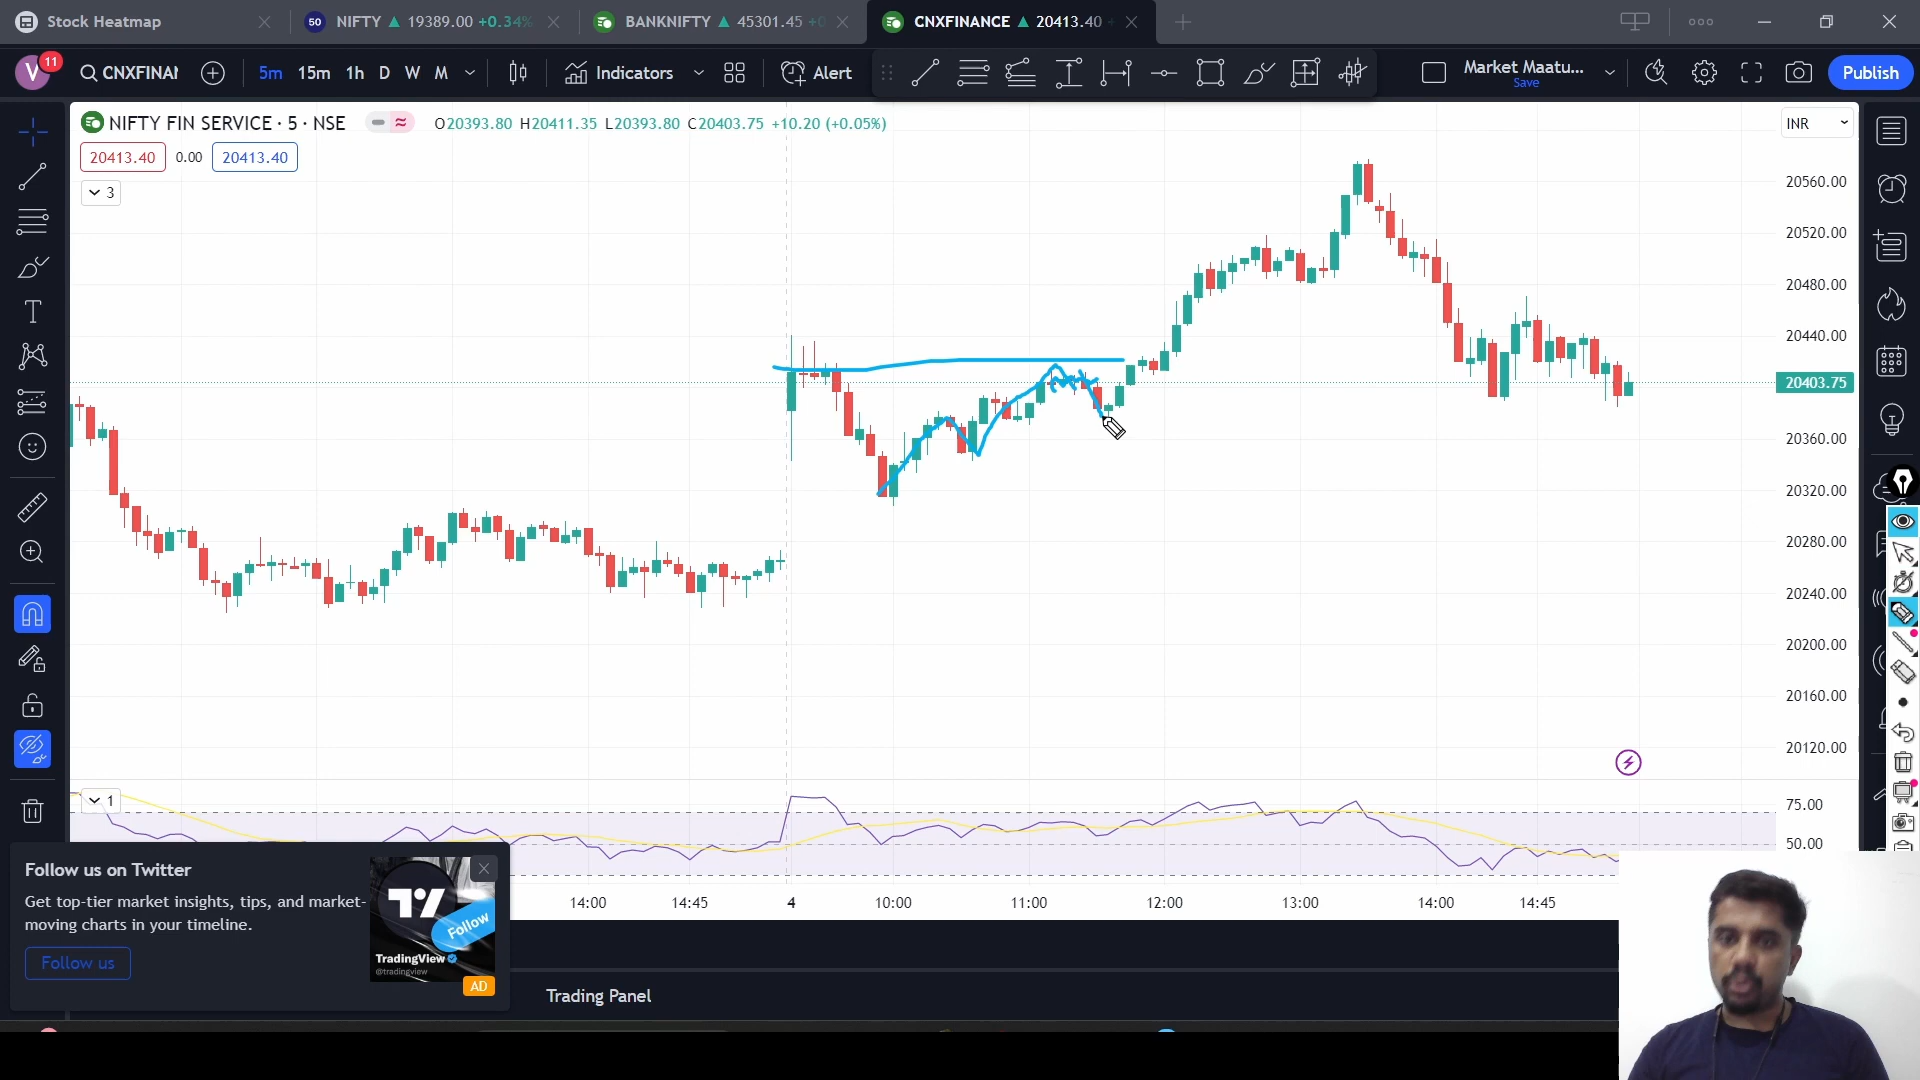 Stock Heatmap
50 NIFTY ▲ 19389.00 +0.34%
BANKNIFTY ▲ 45301.45 +0
CNXFINANCE ▲ 20413.40
V 11
CNXFINAN
5m 15m 1h D W M
Indicators
Alert
Market Maatu...
Save
Publish
NIFTY FIN SERVICE · 5 · NSE
O20393.80 H20411.35 L20393.80 C20403.75 +10.20 (+0.05%)
INR
20413.40 0.00 20413.40
3
20560.00
20520.00
20480.00
20440.00
20403.75
20360.00
20320.00
20280.00
20240.00
20200.00
20160.00
20120.00
1
75.00
50.00
14:00 14:45 4 10:00 11:00 12:00 13:00 14:00 14:45
Follow us on Twitter
Get top-tier market insights, tips, and market-
moving charts in your timeline.
Follow us
Follow
TradingView
@tradingview
AD
Trading Panel